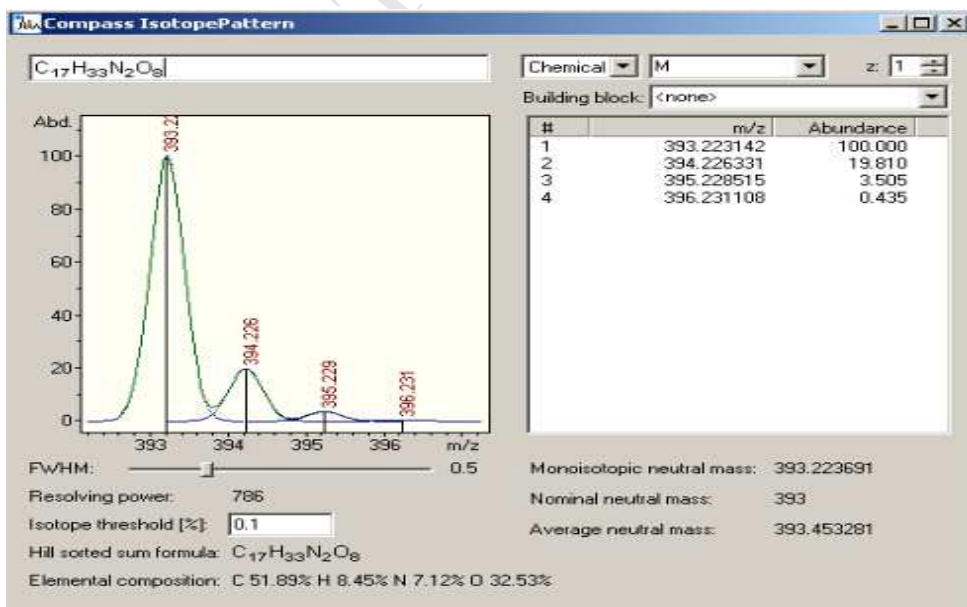 Compass IsotopePattern
C₁₇H₃₃N₂O₈
Chemical M z: 1
Building block: <none>
Abd.
100
80
60
40
20
0
393.22
394.226
395.229
396.231
393 394 395 396 m/z
# m/z Abundance
1 393.223142 100.000
2 394.226331 19.810
3 395.228515 3.505
4 396.231108 0.435
FWHM: 0.5
Resolving power: 786
Isotope threshold [%]: 0.1
Hill sorted sum formula: C₁₇H₃₃N₂O₈
Elemental composition: C 51.89% H 8.45% N 7.12% O 32.53%
Monoisotopic neutral mass: 393.223691
Nominal neutral mass: 393
Average neutral mass: 393.453281